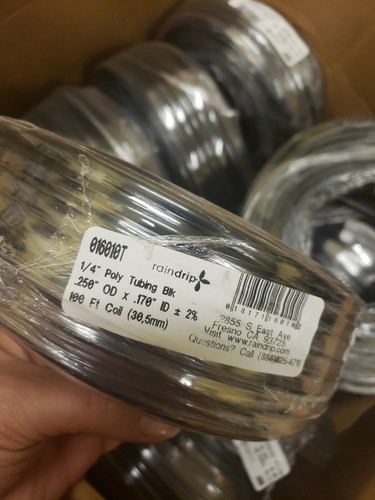 016010T
raindrip
1/4" Poly Tubing Blk
.250" OD x .170" ID ± 2%
100 Ft Coil (30,5mm)
2855 S. East Ave
Fresno CA 93725
Visit www.raindrip.com
Questions? Call